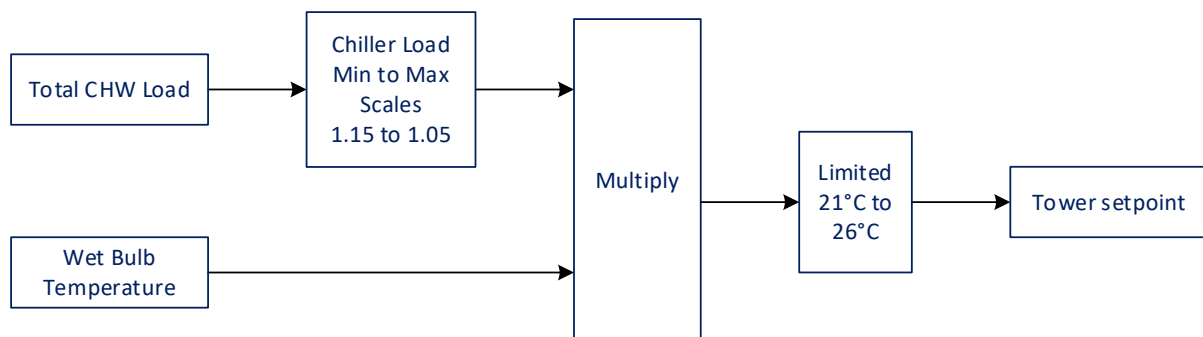 Total CHW Load
Chiller Load
Min to Max
Scales
1.15 to 1.05
Wet Bulb
Temperature
Multiply
Limited
21°C to
26°C
Tower setpoint